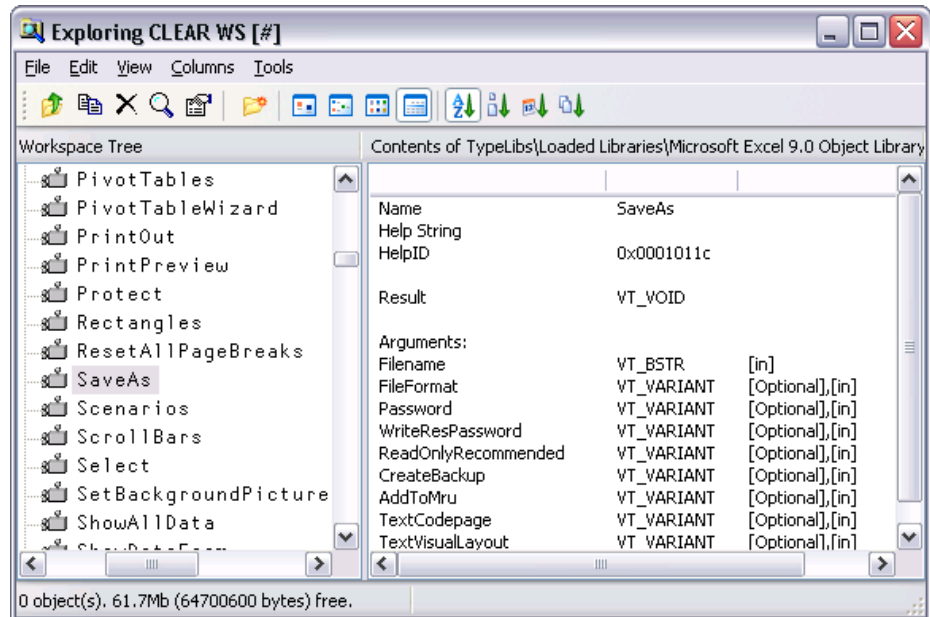 Exploring CLEAR WS [#]
File Edit View Columns Tools
Workspace Tree
Contents of TypeLibs\Loaded Libraries\Microsoft Excel 9.0 Object Library
PivotTables
PivotTableWizard
PrintOut
PrintPreview
Protect
Rectangles
ResetAllPageBreaks
SaveAs
Scenarios
ScrollBars
Select
SetBackgroundPicture
ShowAllData
ShowDataForm
Name SaveAs
Help String
HelpID 0x0001011c
Result VT_VOID
Arguments:
Filename VT_BSTR [in]
FileFormat VT_VARIANT [Optional],[in]
Password VT_VARIANT [Optional],[in]
WriteResPassword VT_VARIANT [Optional],[in]
ReadOnlyRecommended VT_VARIANT [Optional],[in]
CreateBackup VT_VARIANT [Optional],[in]
AddToMru VT_VARIANT [Optional],[in]
TextCodepage VT_VARIANT [Optional],[in]
TextVisualLayout VT_VARIANT [Optional],[in]
0 object(s). 61.7Mb (64700600 bytes) free.